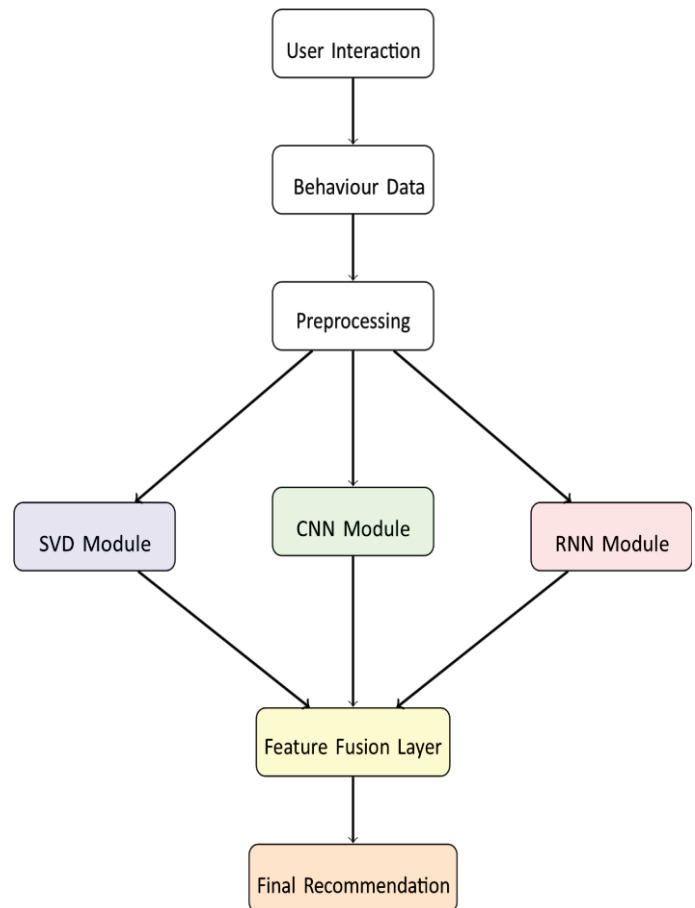 User Interaction
Behaviour Data
Preprocessing
SVD Module
CNN Module
RNN Module
Feature Fusion Layer
Final Recommendation